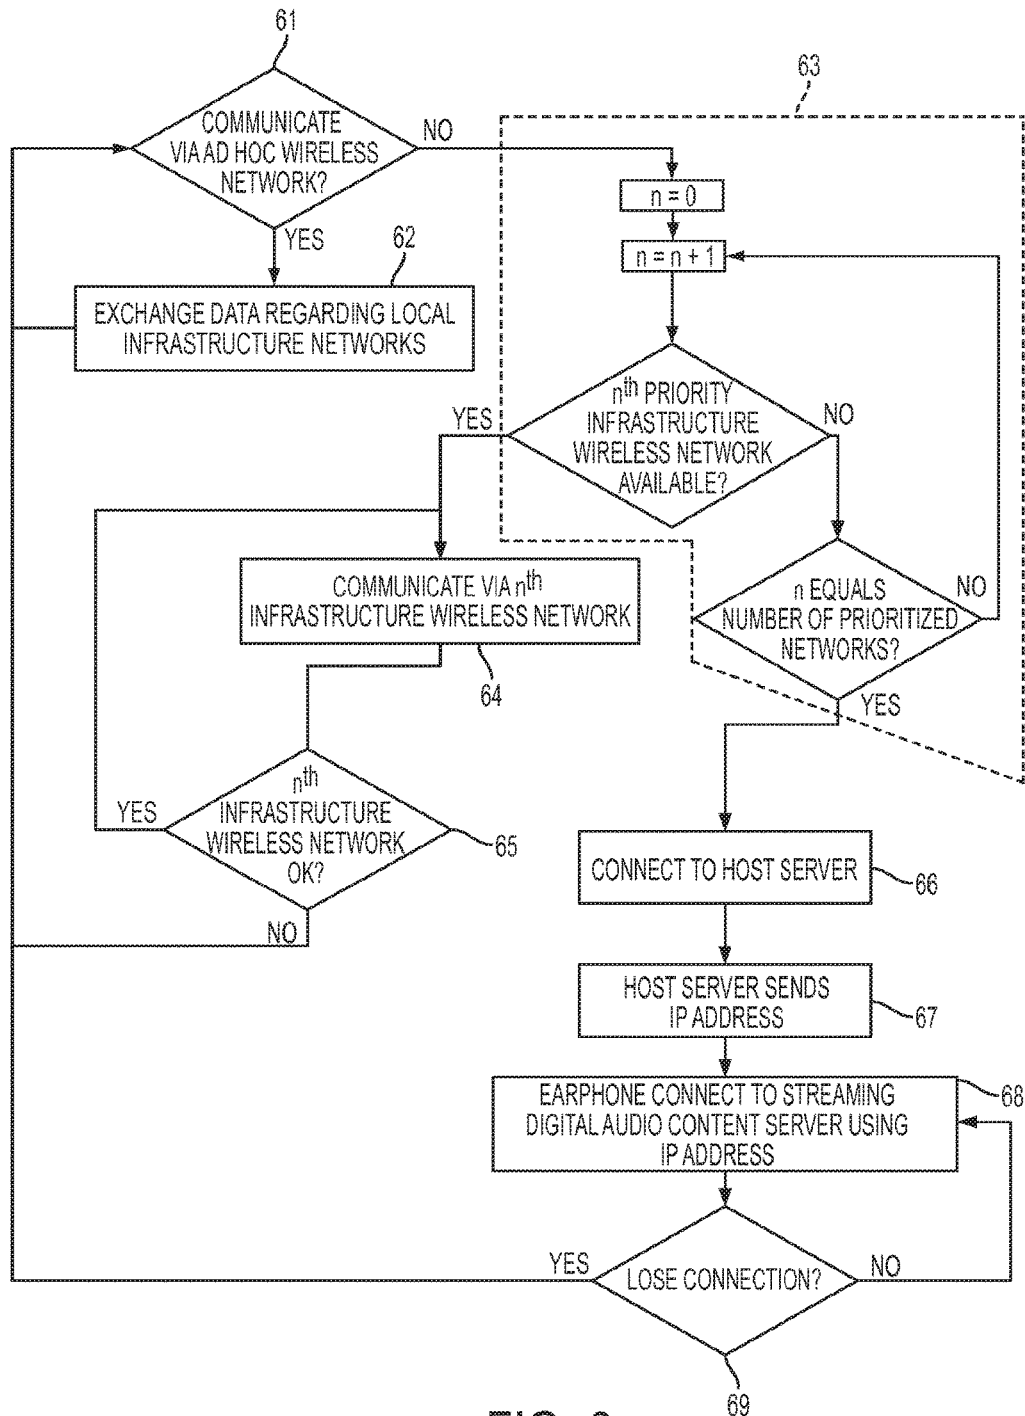 61
COMMUNICATE
VIA AD HOC WIRELESS
NETWORK?
NO
YES
63
n = 0
n = n + 1
62
EXCHANGE DATA REGARDING LOCAL
INFRASTRUCTURE NETWORKS
nth PRIORITY
INFRASTRUCTURE
WIRELESS NETWORK
AVAILABLE?
YES
NO
COMMUNICATE VIA nth
INFRASTRUCTURE WIRELESS NETWORK
64
n EQUALS
NUMBER OF PRIORITIZED
NETWORKS?
NO
YES
nth
INFRASTRUCTURE
WIRELESS NETWORK
OK?
YES
65
NO
CONNECT TO HOST SERVER
66
HOST SERVER SENDS
IP ADDRESS
67
EARPHONE CONNECT TO STREAMING
DIGITAL AUDIO CONTENT SERVER USING
IP ADDRESS
68
YES
LOSE CONNECTION?
NO
69